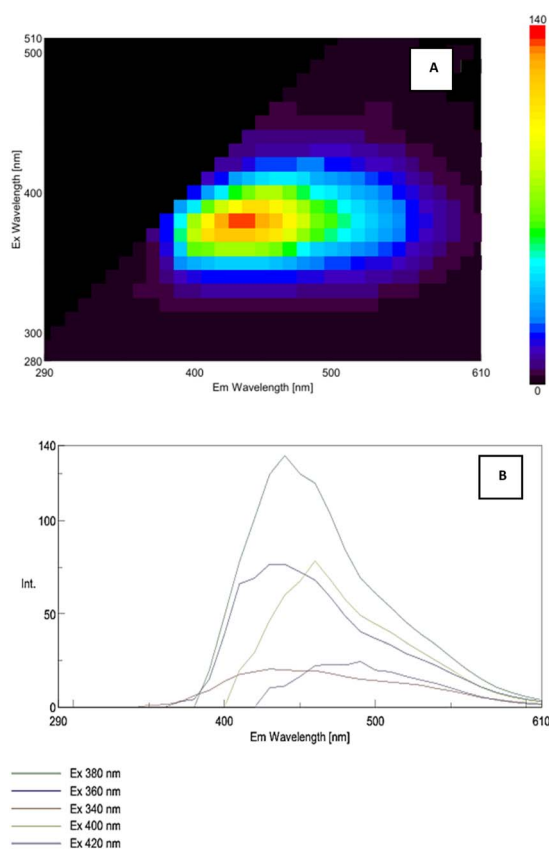 140
510
500
A
Ex Wavelength [nm]
400
300
280
0
290
400
500
610
Em Wavelength [nm]
140
B
100
Int.
50
0
290
400
500
610
Em Wavelength [nm]
Ex 380 nm
Ex 360 nm
Ex 340 nm
Ex 400 nm
Ex 420 nm